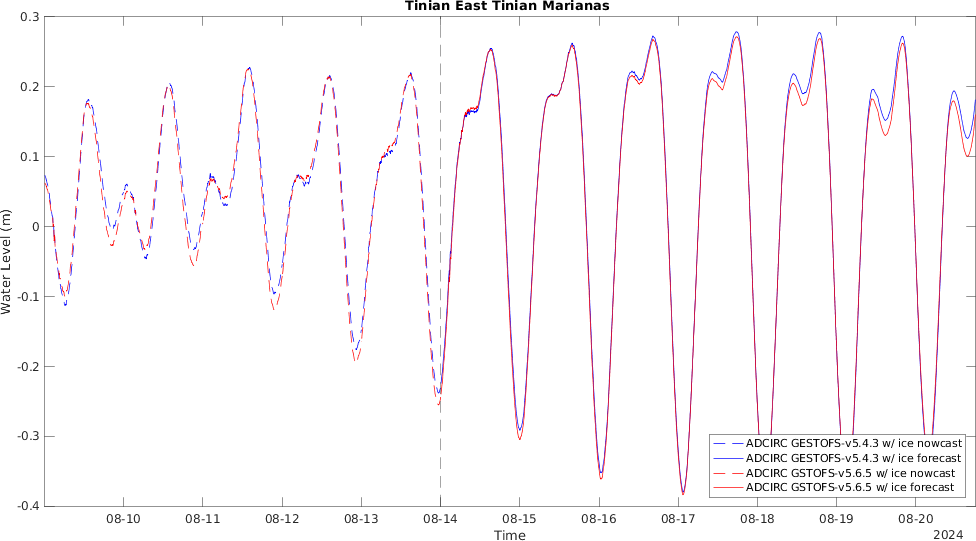 Tinian East Tinian Marianas
0.3
0.2
0.1
0
-0.1
-0.2
-0.3
-0.4
Water Level (m)
ADCIRC GESTOFS-v5.4.3 w/ ice nowcast
ADCIRC GESTOFS-v5.4.3 w/ ice forecast
ADCIRC GSTOFS-v5.6.5 w/ ice nowcast
ADCIRC GSTOFS-v5.6.5 w/ ice forecast
08-10 08-11 08-12 08-13 08-14 08-15 08-16 08-17 08-18 08-19 08-20
Time
2024